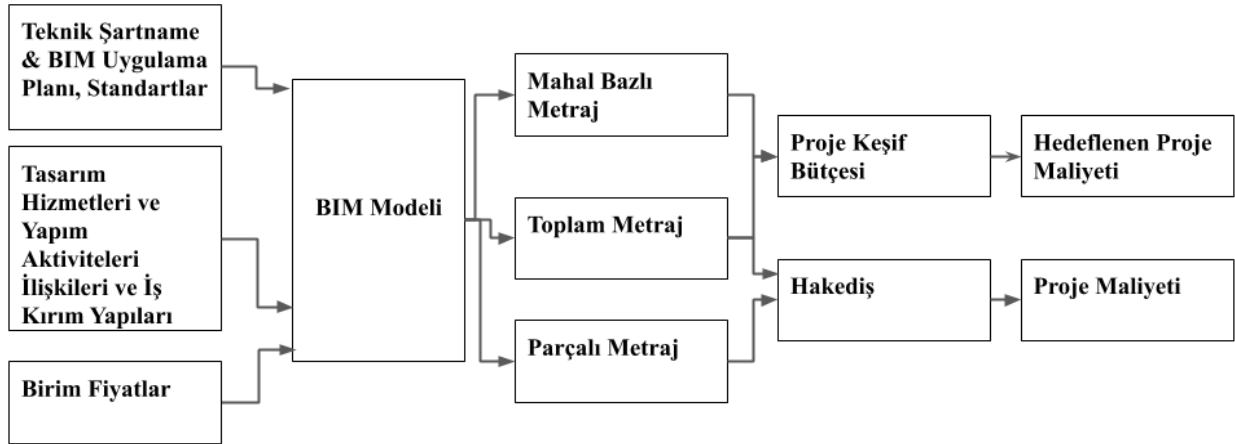 Teknik Şartname
& BIM Uygulama
Planı, Standartlar
Tasarım
Hizmetleri ve
Yapım
Aktiviteleri
İlişkileri ve İş
Kırım Yapıları
Birim Fiyatlar
BIM Modeli
Mahal Bazlı
Metraj
Toplam Metraj
Parçalı Metraj
Proje Keşif
Bütçesi
Hakediş
Hedeflenen Proje
Maliyeti
Proje Maliyeti